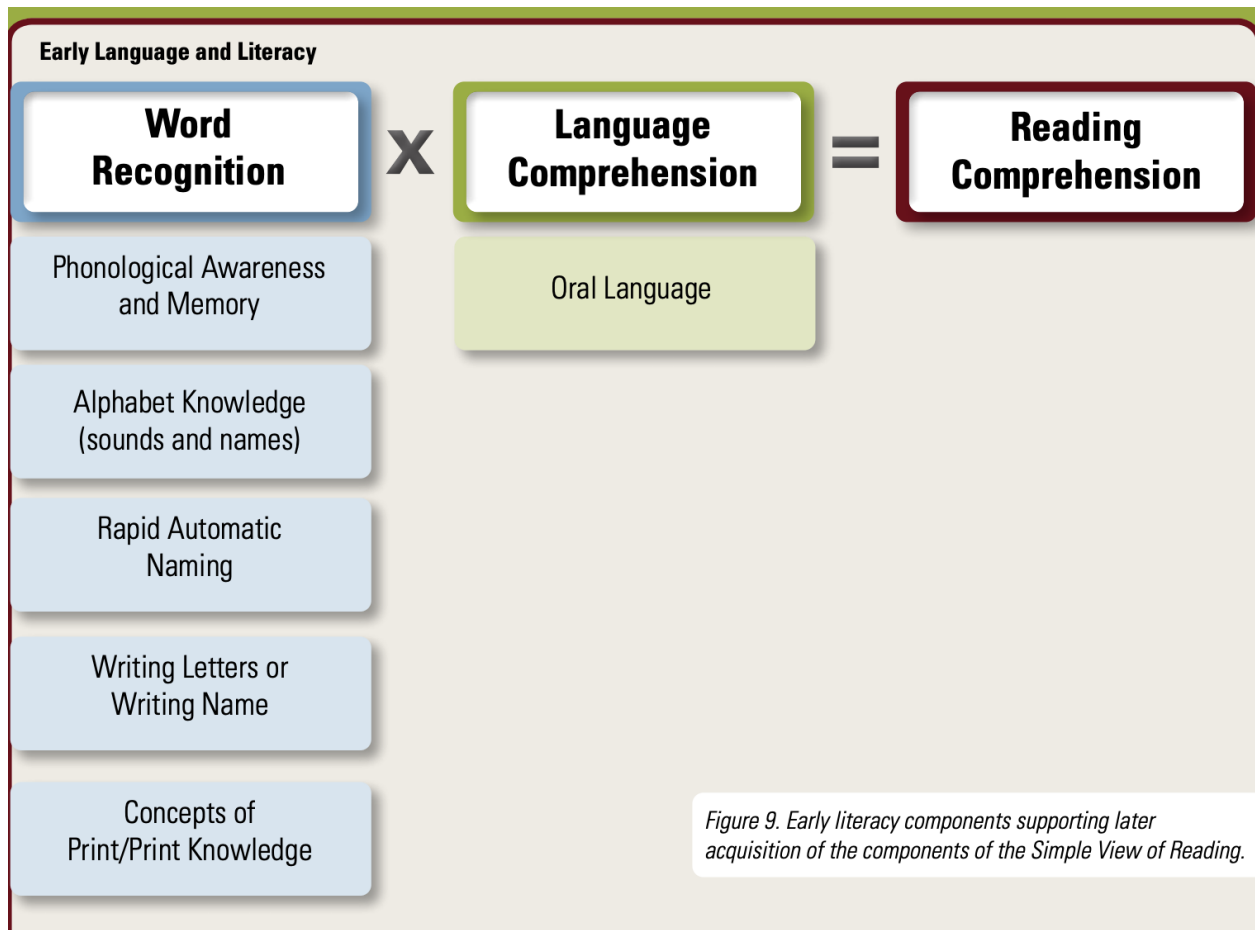 Early Language and Literacy
Word
Recognition
x
Language
Comprehension
=
Reading
Comprehension
Phonological Awareness
and Memory
Oral Language
Alphabet Knowledge
(sounds and names)
Rapid Automatic
Naming
Writing Letters or
Writing Name
Concepts of
Print/Print Knowledge
Figure 9. Early literacy components supporting later
acquisition of the components of the Simple View of Reading.